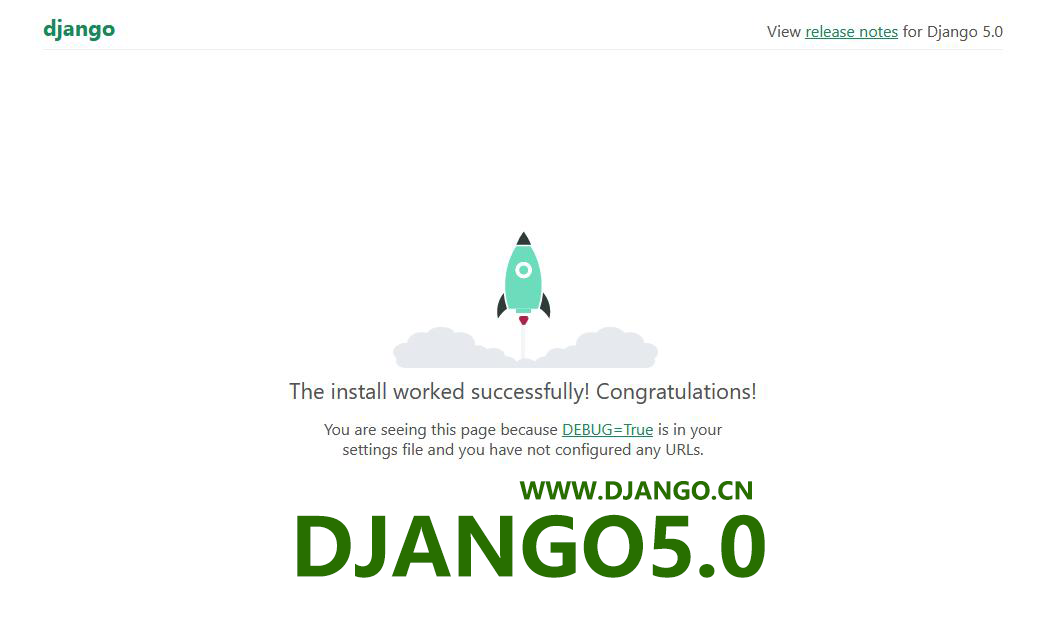 django
View release notes for Django 5.0
The install worked successfully! Congratulations!
You are seeing this page because DEBUG=True is in your
settings file and you have not configured any URLs.
WWW.DJANGO.CN
DJANGO5.0